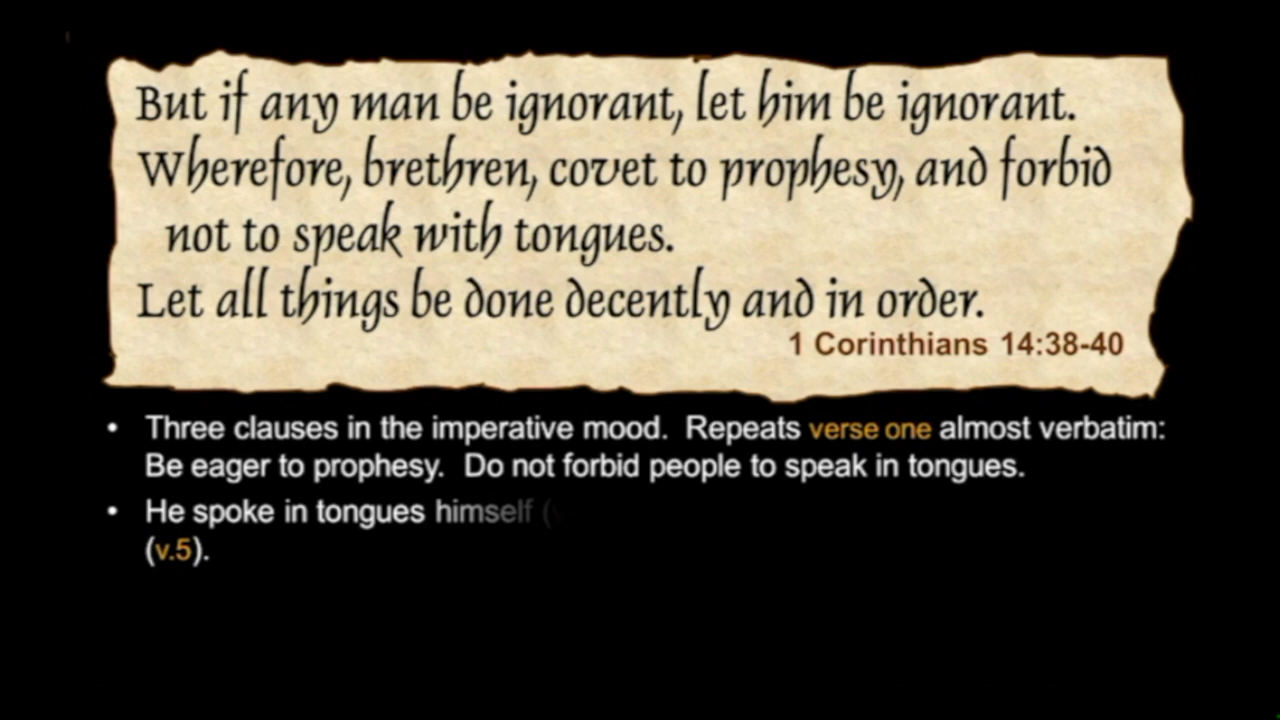 But if any man be ignorant, let him be ignorant.
Wherefore, brethren, covet to prophesy, and forbid
not to speak with tongues.
Let all things be done decently and in order.
1 Corinthians 14:38-40
• Three clauses in the imperative mood. Repeats verse one almost verbatim:
Be eager to prophesy. Do not forbid people to speak in tongues.
• He spoke in tongues himself (
(v.5).